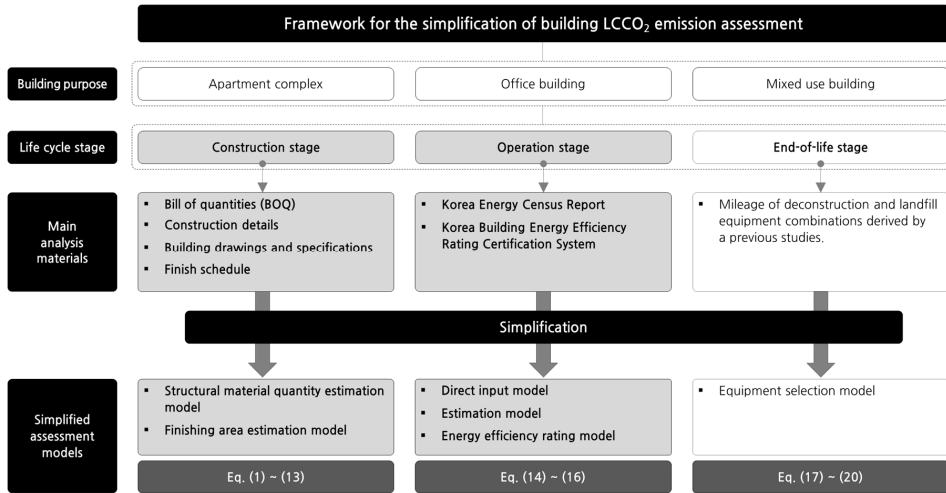 Framework for the simplification of building LCCO₂ emission assessment
Building purpose
Apartment complex
Office building
Mixed use building
Life cycle stage
Construction stage
Operation stage
End-of-life stage
Main
analysis
materials
▪ Bill of quantities (BOQ)
▪ Construction details
▪ Building drawings and specifications
▪ Finish schedule
▪ Korea Energy Census Report
▪ Korea Building Energy Efficiency
Rating Certification System
▪ Mileage of deconstruction and landfill
equipment combinations derived by
a previous studies.
Simplification
Simplified
assessment
models
▪ Structural material quantity estimation
model
▪ Finishing area estimation model
▪ Direct input model
▪ Estimation model
▪ Energy efficiency rating model
▪ Equipment selection model
Eq. (1) ~ (13)
Eq. (14) ~ (16)
Eq. (17) ~ (20)